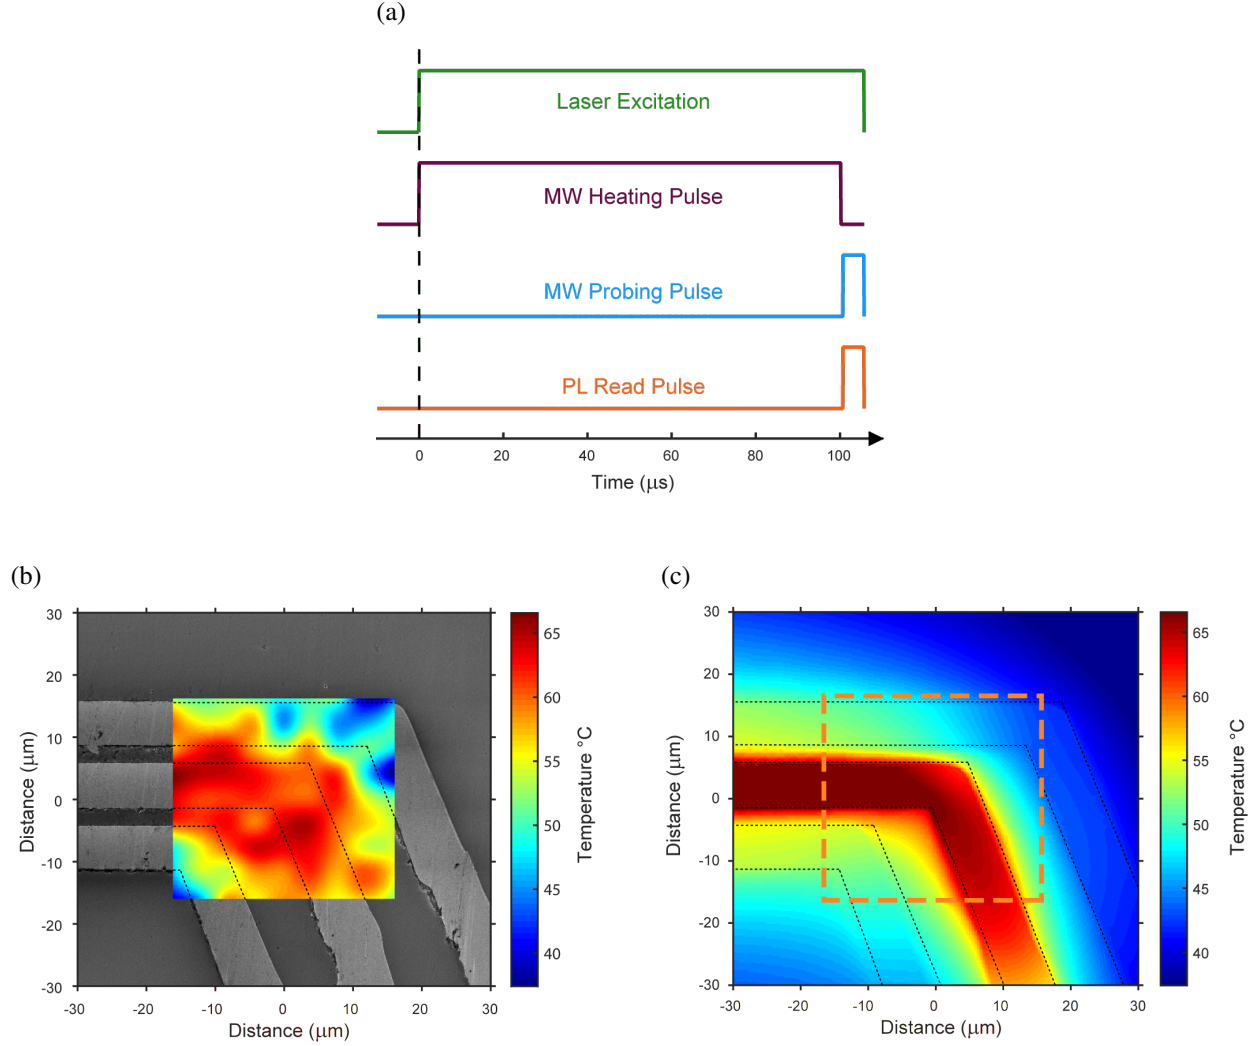 (a)
Laser Excitation
MW Heating Pulse
MW Probing Pulse
PL Read Pulse
0 20 40 60 80 100
Time (μs)
(b)
30
20
10
0
-10
-20
-30
Distance (μm)
-30 -20 -10 0 10 20 30
Distance (μm)
65
60
55
50
45
40
Temperature °C
(c)
30
20
10
0
-10
-20
-30
Distance (μm)
-30 -20 -10 0 10 20 30
Distance (μm)
65
60
55
50
45
40
Temperature °C